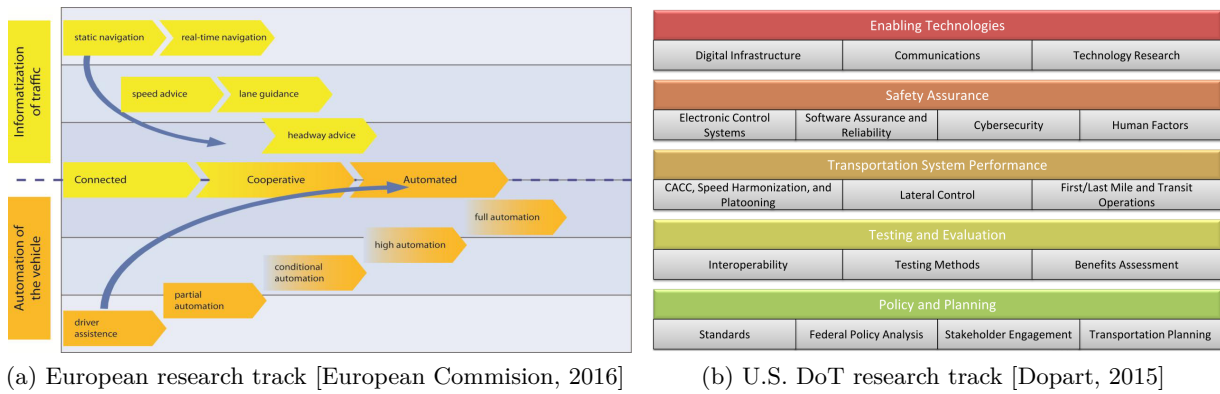 Informatization
of traffic
static navigation
real-time navigation
speed advice
lane guidance
headway advice
Connected
Cooperative
Automated
Automation of
the vehicle
full automation
high automation
conditional
automation
partial
automation
driver
assistence
(a) European research track [European Commision, 2016]
Enabling Technologies
Digital Infrastructure
Communications
Technology Research
Safety Assurance
Electronic Control
Systems
Software Assurance and
Reliability
Cybersecurity
Human Factors
Transportation System Performance
CACC, Speed Harmonization, and
Platooning
Lateral Control
First/Last Mile and Transit
Operations
Testing and Evaluation
Interoperability
Testing Methods
Benefits Assessment
Policy and Planning
Standards
Federal Policy Analysis
Stakeholder Engagement
Transportation Planning
(b) U.S. DoT research track [Dopart, 2015]